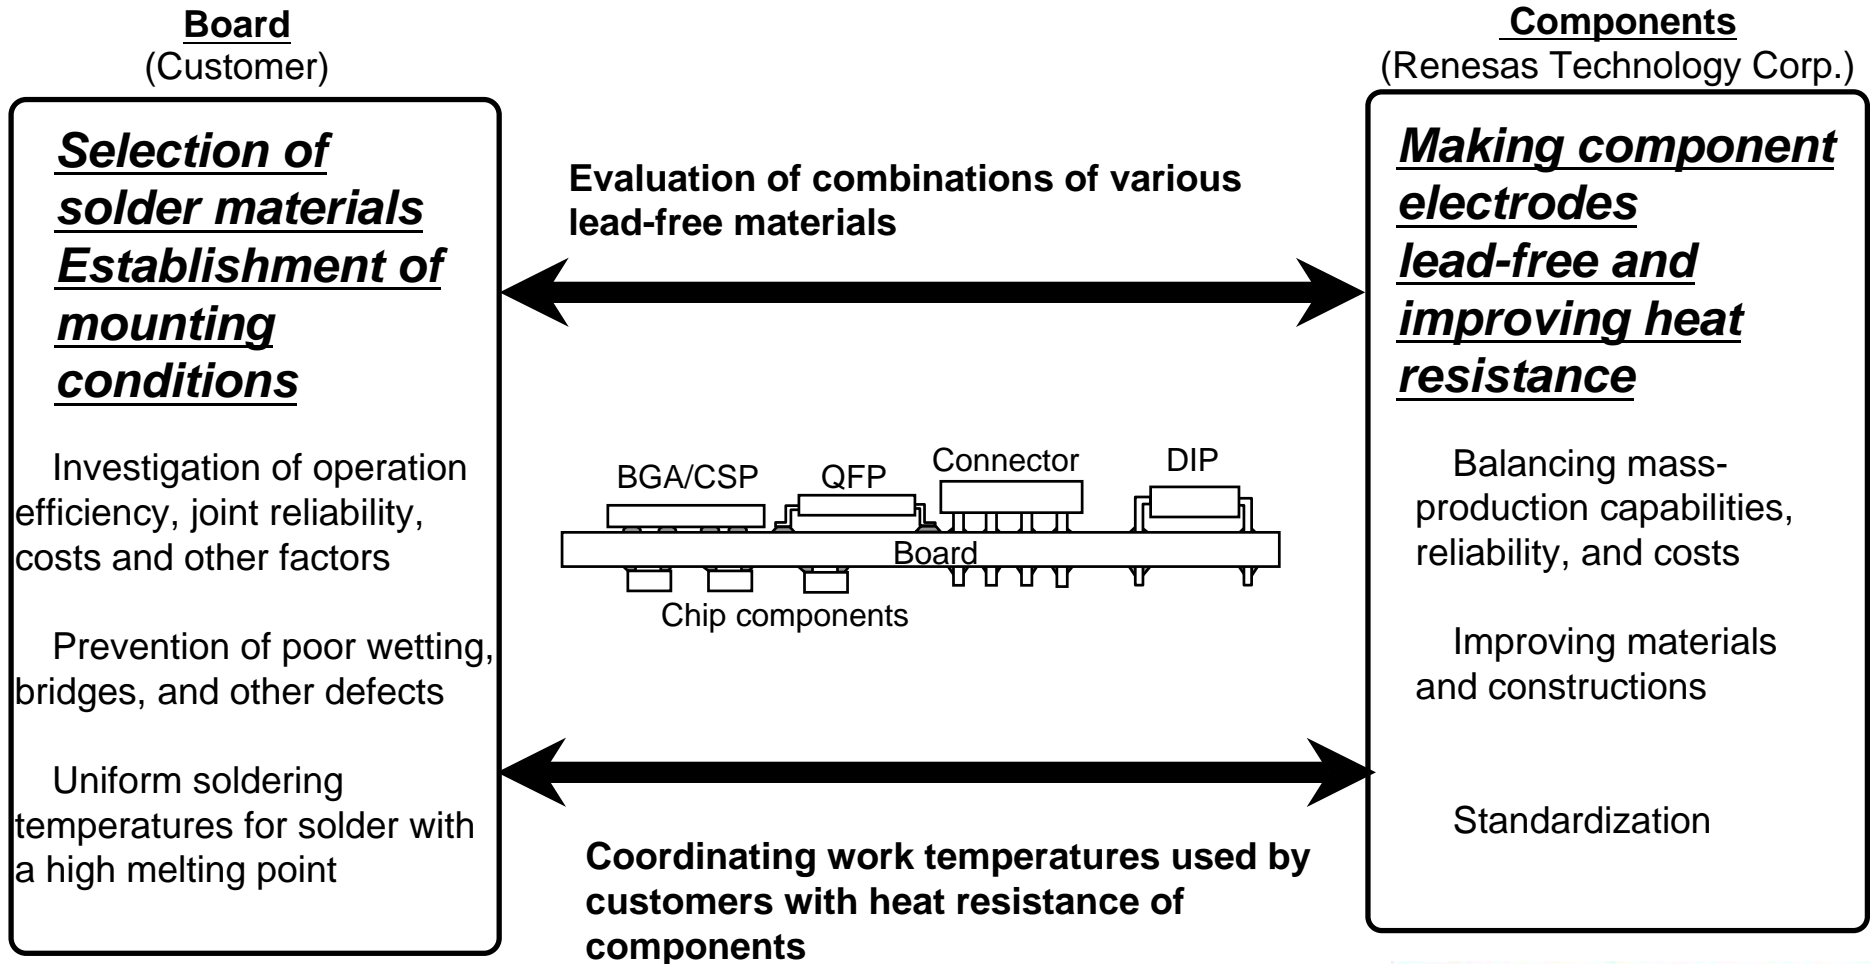 Board
(Customer)
Selection of
solder materials
Establishment of
mounting
conditions
Investigation of operation
efficiency, joint reliability,
costs and other factors
Prevention of poor wetting,
bridges, and other defects
Uniform soldering
temperatures for solder with
a high melting point
Evaluation of combinations of various
lead-free materials
BGA/CSP
QFP
Connector
DIP
Board
Chip components
Coordinating work temperatures used by
customers with heat resistance of
components
Components
(Renesas Technology Corp.)
Making component
electrodes
lead-free and
improving heat
resistance
Balancing mass-
production capabilities,
reliability, and costs
Improving materials
and constructions
Standardization